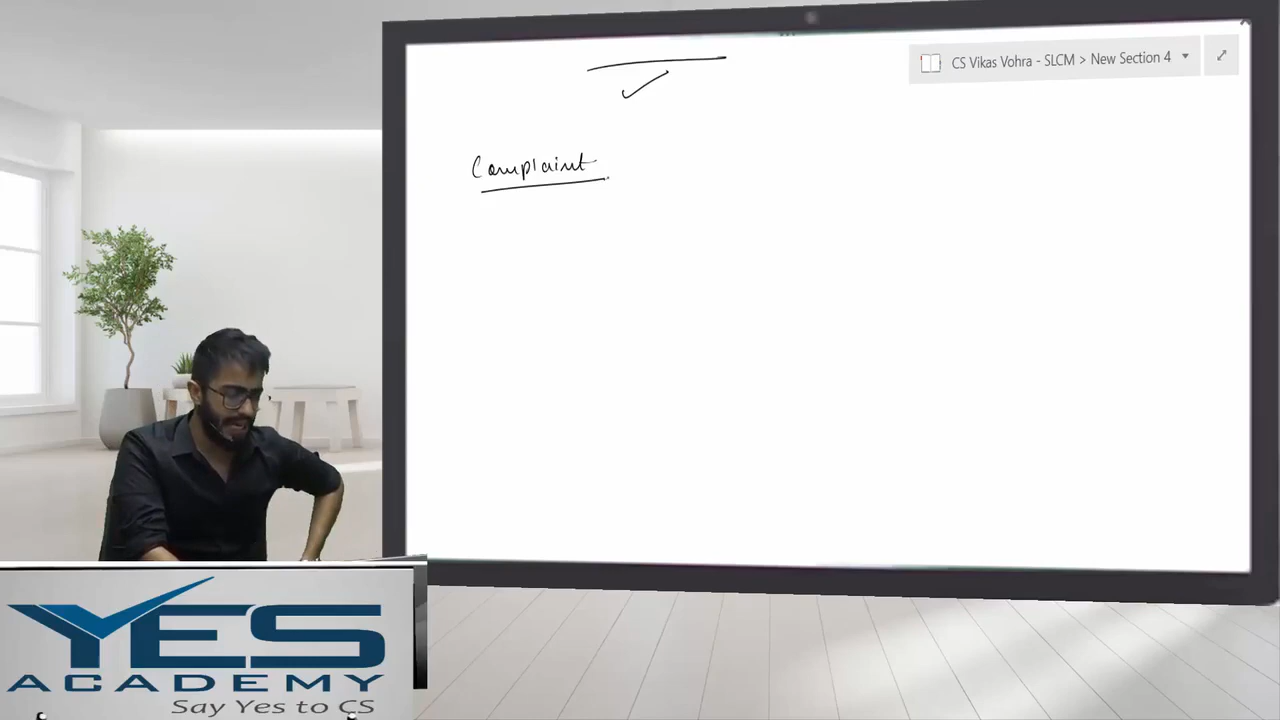 CS Vikas Vohra - SLCM > New Section 4
Complaint
YES
ACADEMY
Say Yes to CS